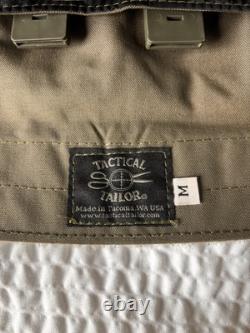 TACTICAL
TAILOR®
Made in Tacoma, WA USA
www.tacticaltailor.com
M